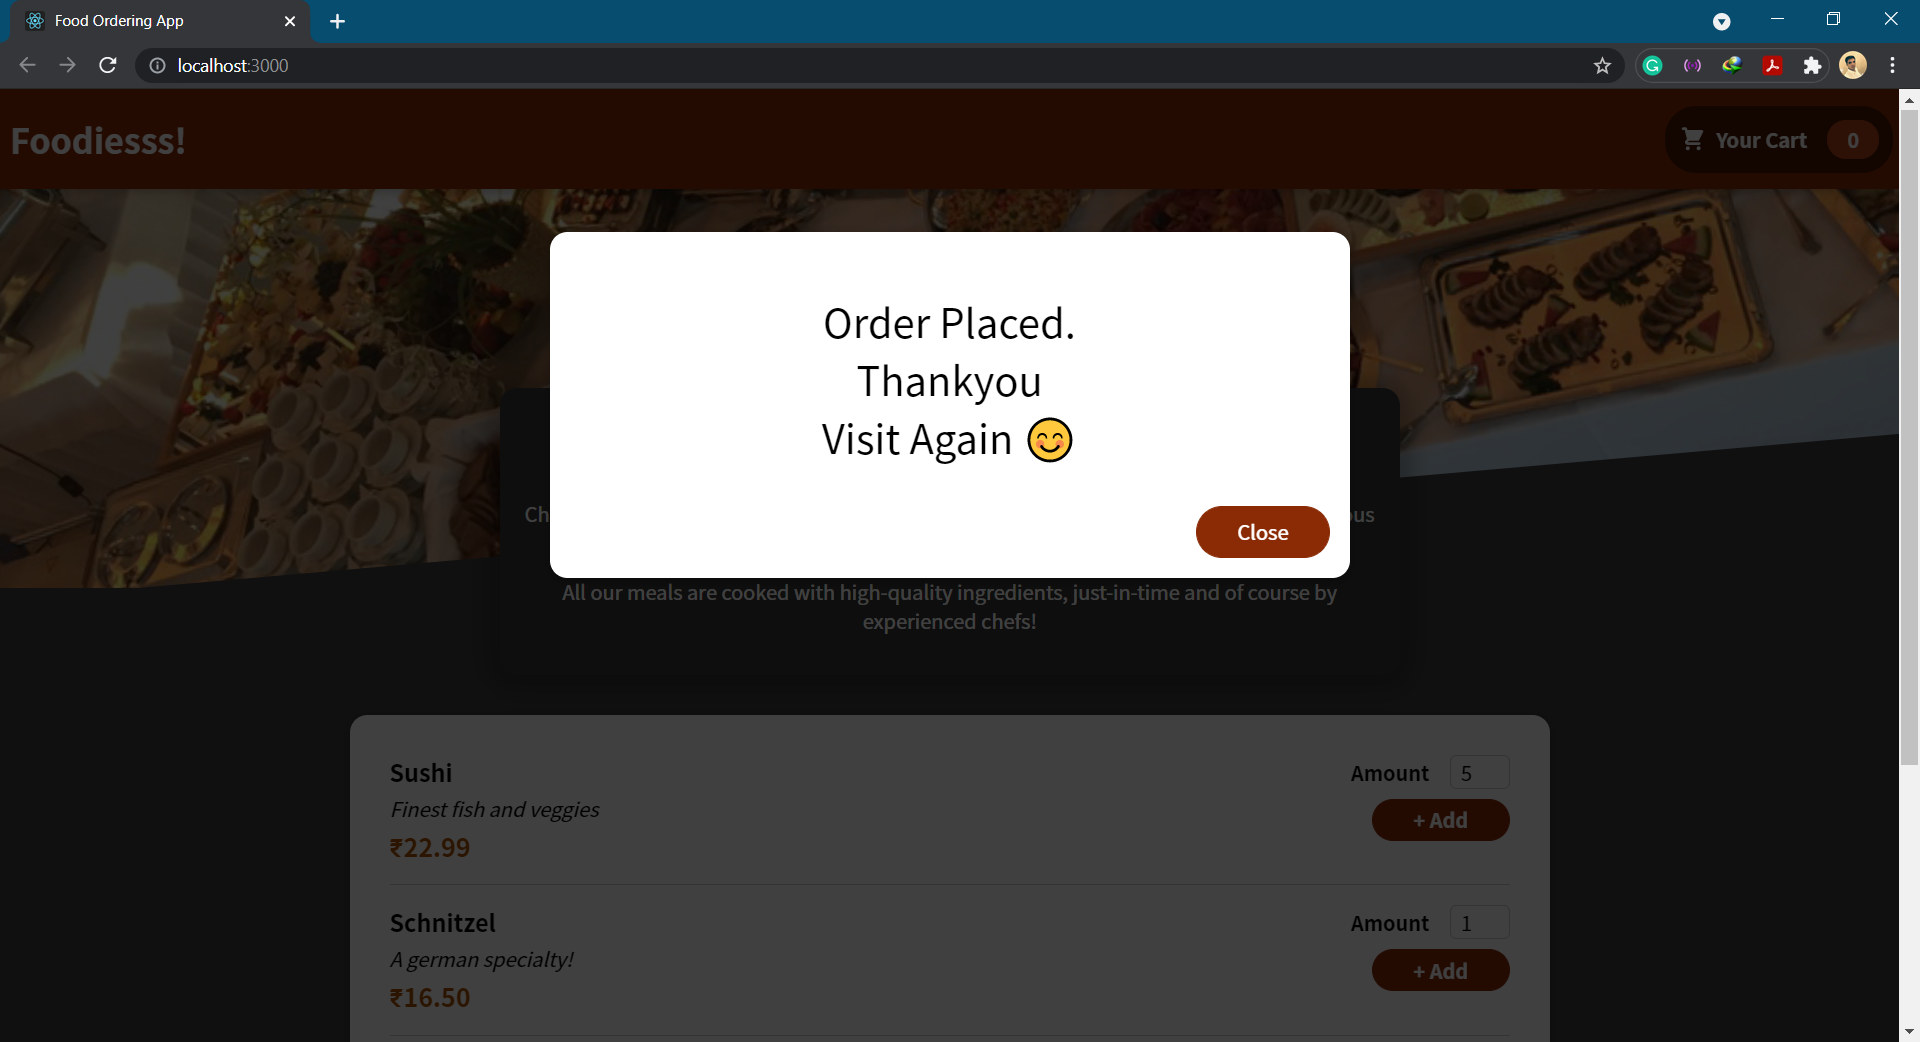 Food Ordering App
localhost:3000
Foodiesss!
Your Cart 0
Order Placed.
Thankyou
Visit Again 😊
Close
All our meals are cooked with high-quality ingredients, just-in-time and of course by
experienced chefs!
Sushi
Amount 5
Finest fish and veggies
+ Add
₹22.99
Schnitzel
Amount 1
A german specialty!
+ Add
₹16.50